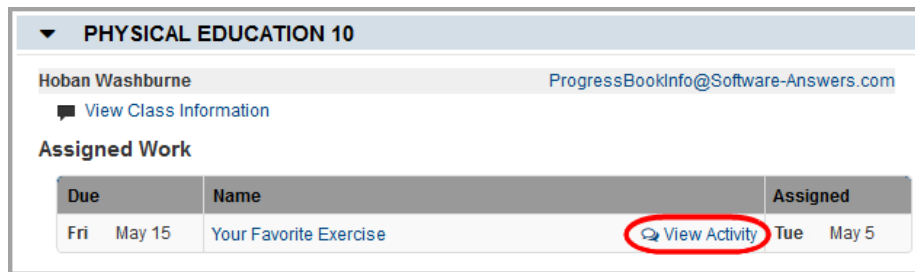 PHYSICAL EDUCATION 10
Hoban Washburne ProgressBookInfo@Software-Answers.com
View Class Information
Assigned Work
Due Name Assigned
Fri May 15 Your Favorite Exercise View Activity Tue May 5